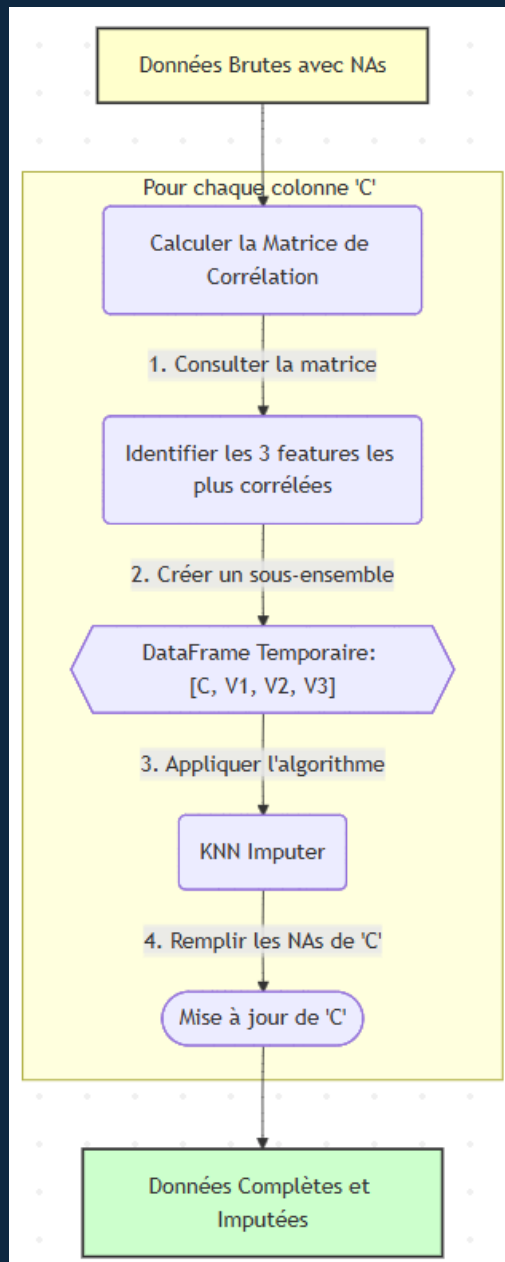 Données Brutes avec NAs
Pour chaque colonne 'C'
Calculer la Matrice de
Corrélation
1. Consulter la matrice
Identifier les 3 features les
plus corrélées
2. Créer un sous-ensemble
DataFrame Temporaire:
[C, V1, V2, V3]
3. Appliquer l'algorithme
KNN Imputer
4. Remplir les NAs de 'C'
Mise à jour de 'C'
Données Complètes et
Imputées